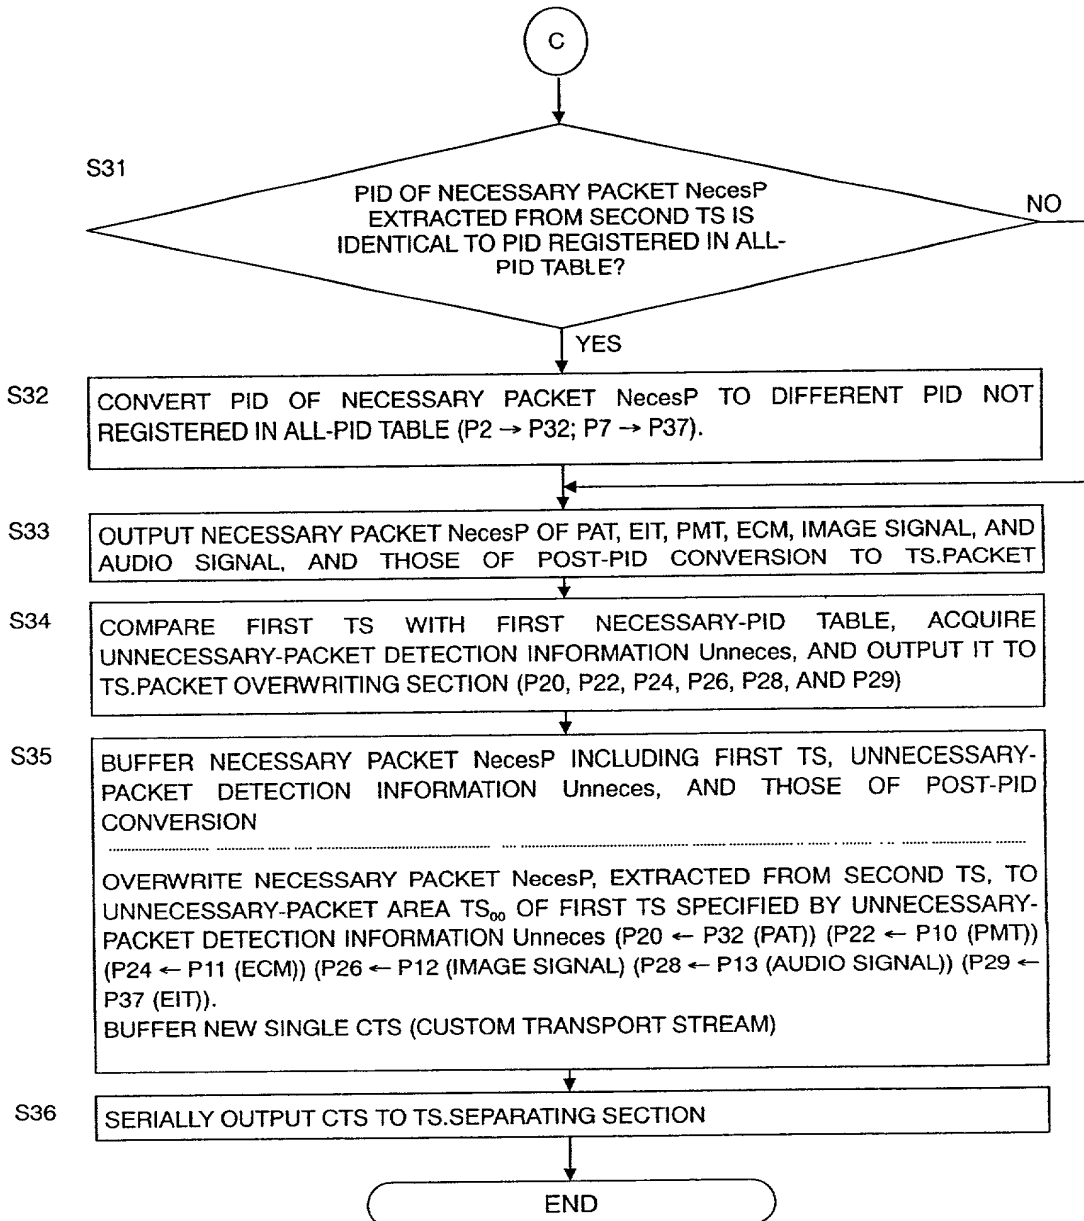 C
S31
PID OF NECESSARY PACKET NecesP
EXTRACTED FROM SECOND TS IS
IDENTICAL TO PID REGISTERED IN ALL-
PID TABLE?
NO
YES
S32
CONVERT PID OF NECESSARY PACKET NecesP TO DIFFERENT PID NOT
REGISTERED IN ALL-PID TABLE (P2 → P32; P7 → P37).
S33
OUTPUT NECESSARY PACKET NecesP OF PAT, EIT, PMT, ECM, IMAGE SIGNAL, AND
AUDIO SIGNAL, AND THOSE OF POST-PID CONVERSION TO TS.PACKET
S34
COMPARE FIRST TS WITH FIRST NECESSARY-PID TABLE, ACQUIRE
UNNECESSARY-PACKET DETECTION INFORMATION Unneces, AND OUTPUT IT TO
TS.PACKET OVERWRITING SECTION (P20, P22, P24, P26, P28, AND P29)
S35
BUFFER NECESSARY PACKET NecesP INCLUDING FIRST TS, UNNECESSARY-
PACKET DETECTION INFORMATION Unneces, AND THOSE OF POST-PID
CONVERSION
OVERWRITE NECESSARY PACKET NecesP, EXTRACTED FROM SECOND TS, TO
UNNECESSARY-PACKET AREA TS₀₀ OF FIRST TS SPECIFIED BY UNNECESSARY-
PACKET DETECTION INFORMATION Unneces (P20 ← P32 (PAT)) (P22 ← P10 (PMT))
(P24 ← P11 (ECM)) (P26 ← P12 (IMAGE SIGNAL) (P28 ← P13 (AUDIO SIGNAL)) (P29 ←
P37 (EIT)).
BUFFER NEW SINGLE CTS (CUSTOM TRANSPORT STREAM)
S36
SERIALLY OUTPUT CTS TO TS.SEPARATING SECTION
END